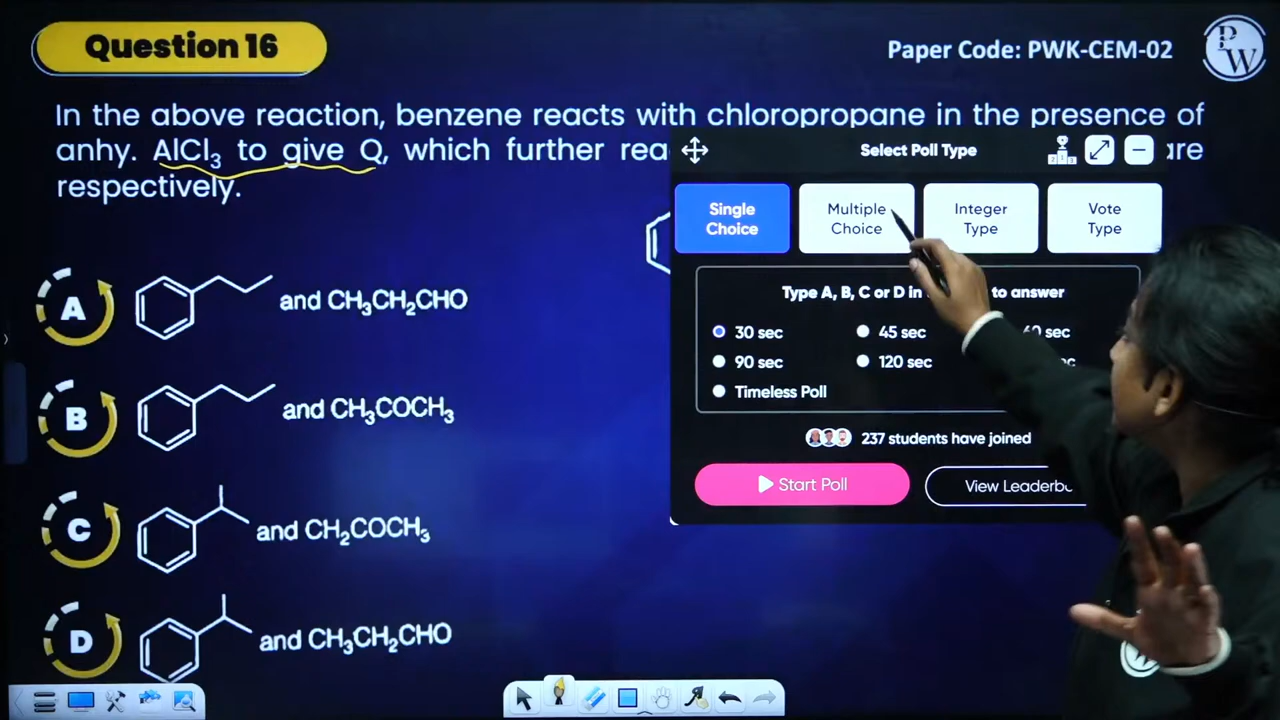 Question 16
Paper Code: PWK-CEM-02
PW
In the above reaction, benzene reacts with chloropropane in the presence of
anhy. AlCl₃ to give Q, which further are
respectively.
Select Poll Type
Single Choice
Multiple Choice
Integer Type
Vote Type
Type A, B, C or D in to answer
30 sec
45 sec
90 sec
120 sec
Timeless Poll
237 students have joined
Start Poll
A and CH₃CH₂CHO
B and CH₃COCH₃
C and CH₂COCH₃
D and CH₃CH₂CHO